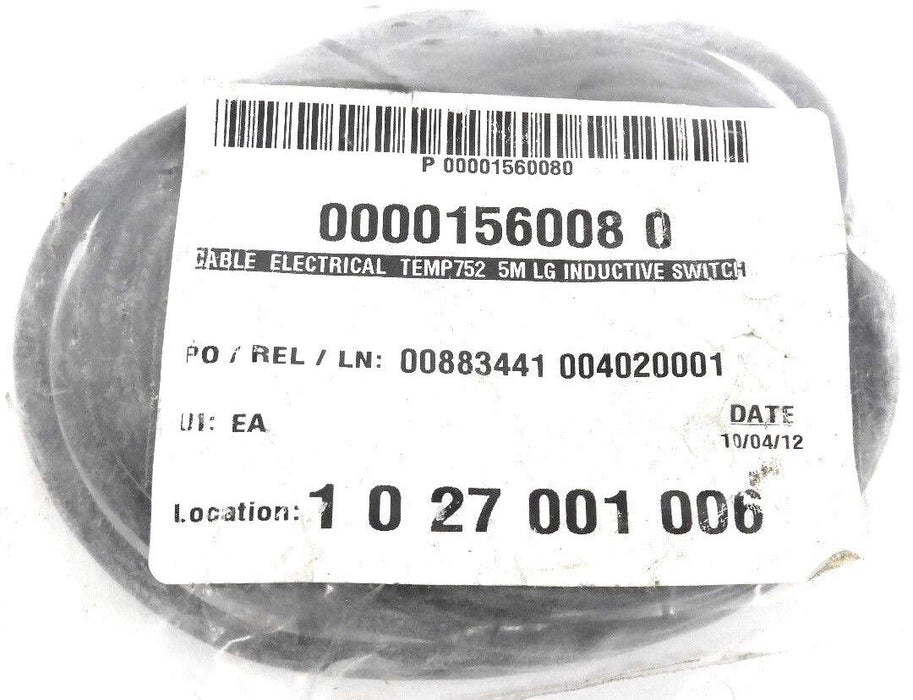 P 00001560080
0000156008 0
CABLE ELECTRICAL TEMP752 5M LG INDUCTIVE SWITCH
PO / REL / LN: 00883441 004020001
UI: EA
DATE
10/04/12
Location: 1 0 27 001 006